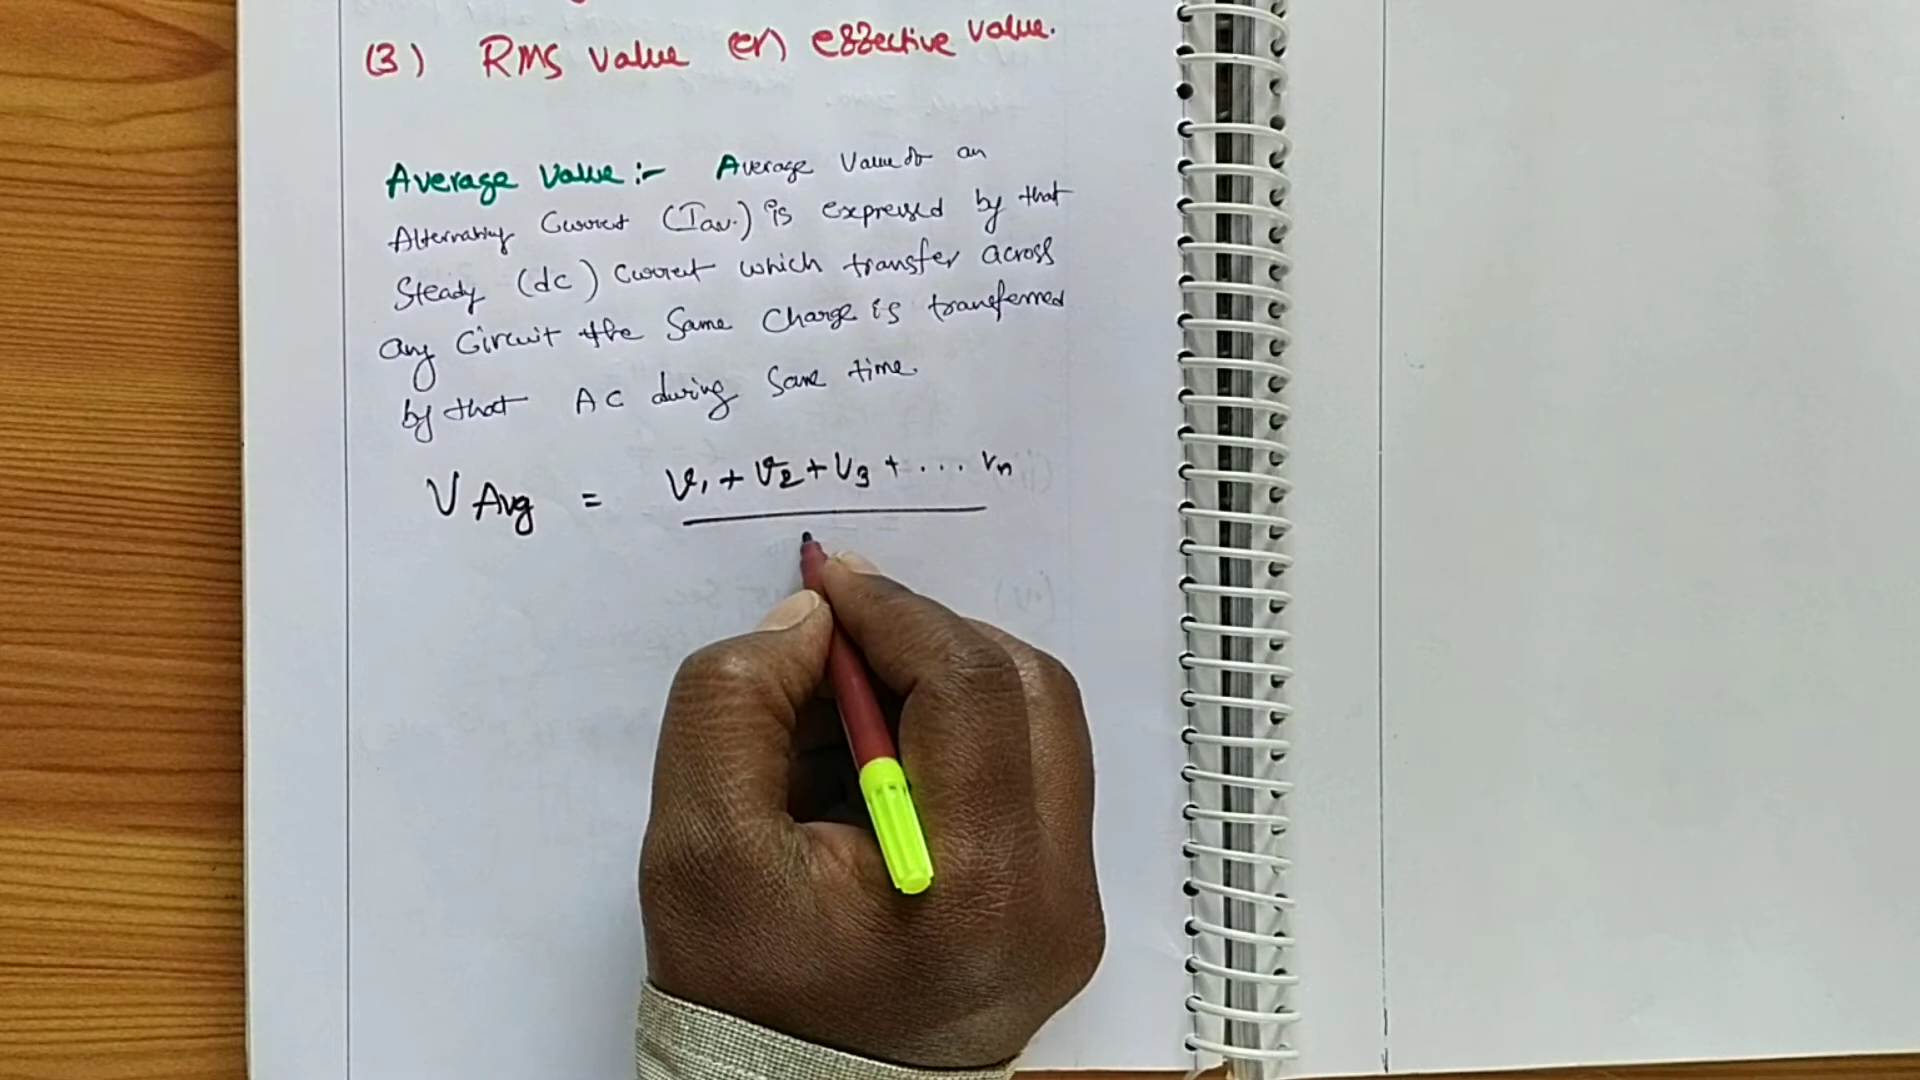 (3) RMS value (or) effective value.
Average Value :- Average Value of an
Alternating Current (Iav.) is expressed by that
Steady (dc) Current which transfer across
any Circuit the Same Charge is transferred
by that AC during Same time.
V Avg = v1 + v2 + v3 + ... vn